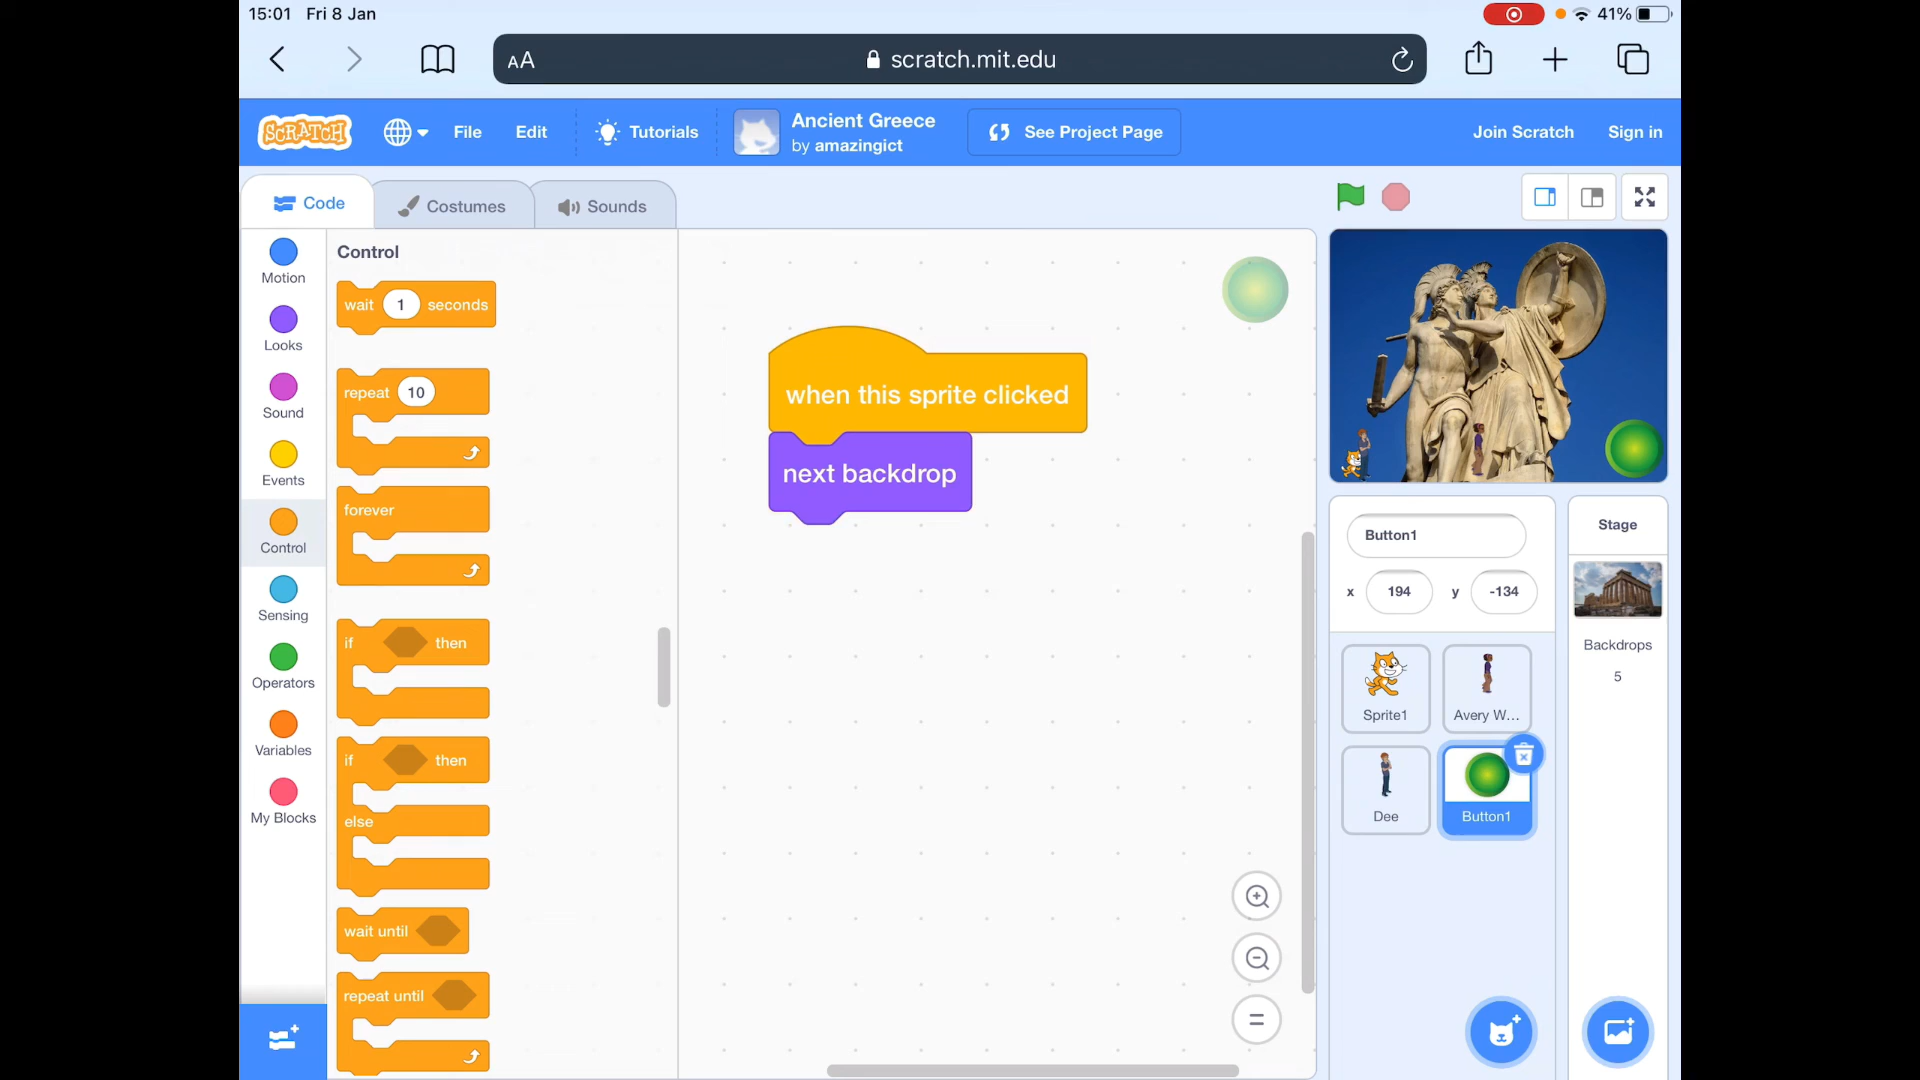 15:01 Fri 8 Jan
41%
AA
scratch.mit.edu
SCRATCH
File
Edit
Tutorials
Ancient Greece
by amazingict
See Project Page
Join Scratch
Sign in
Code
Costumes
Sounds
Motion
Looks
Sound
Events
Control
Sensing
Operators
Variables
My Blocks
Control
wait 1 seconds
repeat 10
forever
if then
if then
else
wait until
repeat until
when this sprite clicked
next backdrop
Button1
x 194 y -134
Sprite1
Avery W...
Dee
Button1
Stage
Backdrops
5